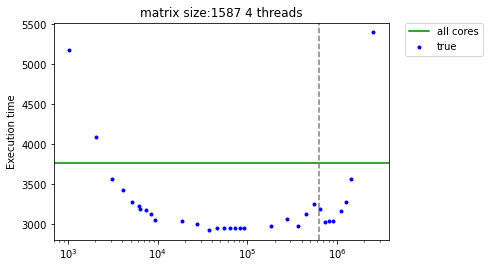 matrix size:1587 4 threads
all cores
true
Execution time
5500
5000
4500
4000
3500
3000
10³ 10⁴ 10⁵ 10⁶